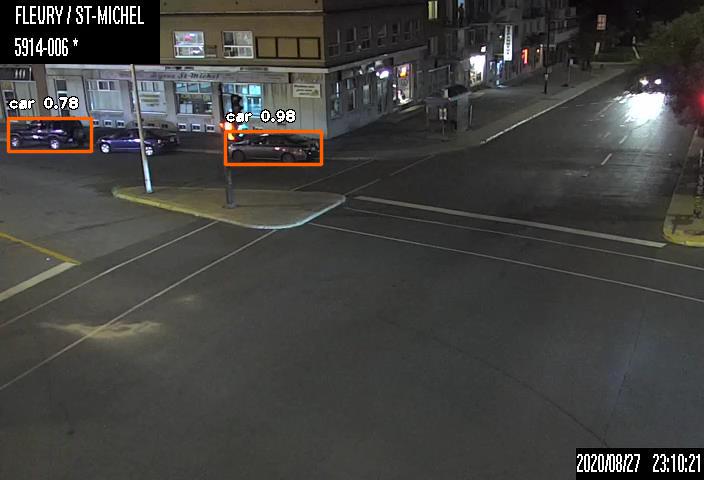 FLEURY / ST-MICHEL
5914-006 *
car 0.78
car 0.98
2020/08/27 23:10:21